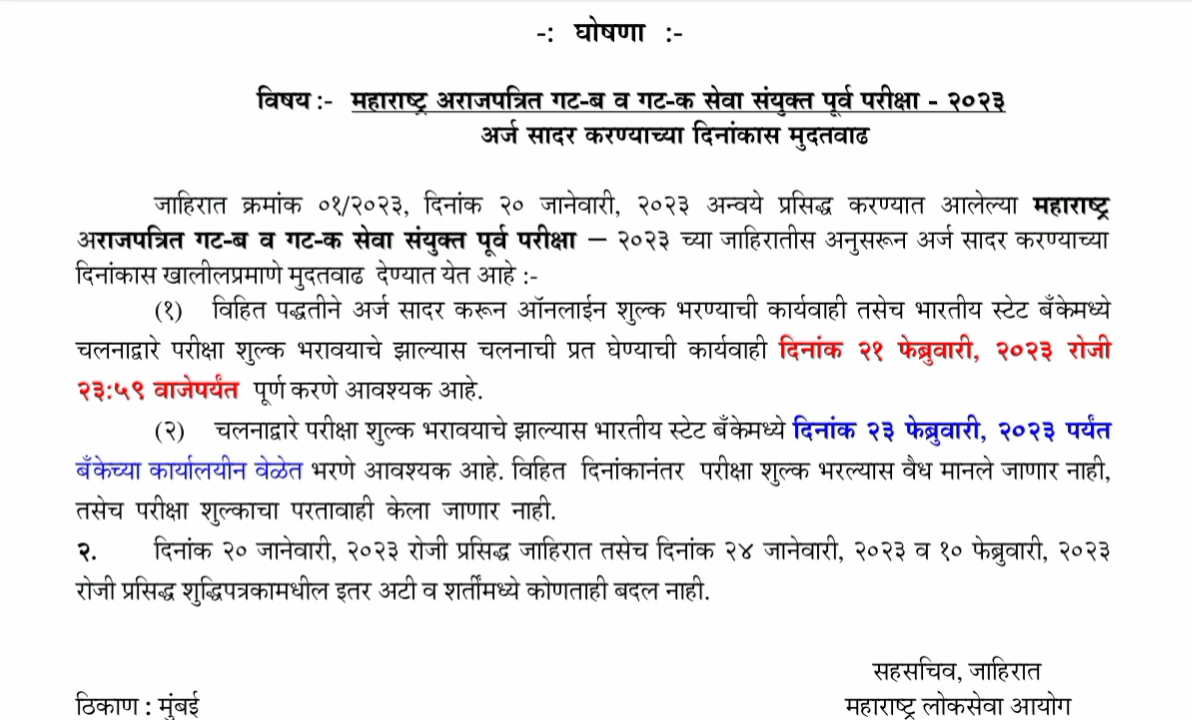 -: घोषणा :-
विषय :- महाराष्ट्र अराजपत्रित गट-ब व गट-क सेवा संयुक्त पूर्व परीक्षा - २०२३
अर्ज सादर करण्याच्या दिनांकास मुदतवाढ
जाहिरात क्रमांक ०१/२०२३, दिनांक २० जानेवारी, २०२३ अन्वये प्रसिद्ध करण्यात आलेल्या महाराष्ट्र
अराजपत्रित गट-ब व गट-क सेवा संयुक्त पूर्व परीक्षा – २०२३ च्या जाहिरातीस अनुसरून अर्ज सादर करण्याच्या
दिनांकास खालीलप्रमाणे मुदतवाढ देण्यात येत आहे :-
(१) विहित पद्धतीने अर्ज सादर करून ऑनलाईन शुल्क भरण्याची कार्यवाही तसेच भारतीय स्टेट बँकेमध्ये
चलनाद्वारे परीक्षा शुल्क भरावयाचे झाल्यास चलनाची प्रत घेण्याची कार्यवाही दिनांक २१ फेब्रुवारी, २०२३ रोजी
२३:५९ वाजेपर्यंत पूर्ण करणे आवश्यक आहे.
(२) चलनाद्वारे परीक्षा शुल्क भरावयाचे झाल्यास भारतीय स्टेट बँकेमध्ये दिनांक २३ फेब्रुवारी, २०२३ पर्यंत
बँकेच्या कार्यालयीन वेळेत भरणे आवश्यक आहे. विहित दिनांकानंतर परीक्षा शुल्क भरल्यास वैध मानले जाणार नाही,
तसेच परीक्षा शुल्काचा परतावाही केला जाणार नाही.
२. दिनांक २० जानेवारी, २०२३ रोजी प्रसिद्ध जाहिरात तसेच दिनांक २४ जानेवारी, २०२३ व १० फेब्रुवारी, २०२३
रोजी प्रसिद्ध शुद्धिपत्रकामधील इतर अटी व शर्तींमध्ये कोणताही बदल नाही.
सहसचिव, जाहिरात
ठिकाण : मुंबई महाराष्ट्र लोकसेवा आयोग